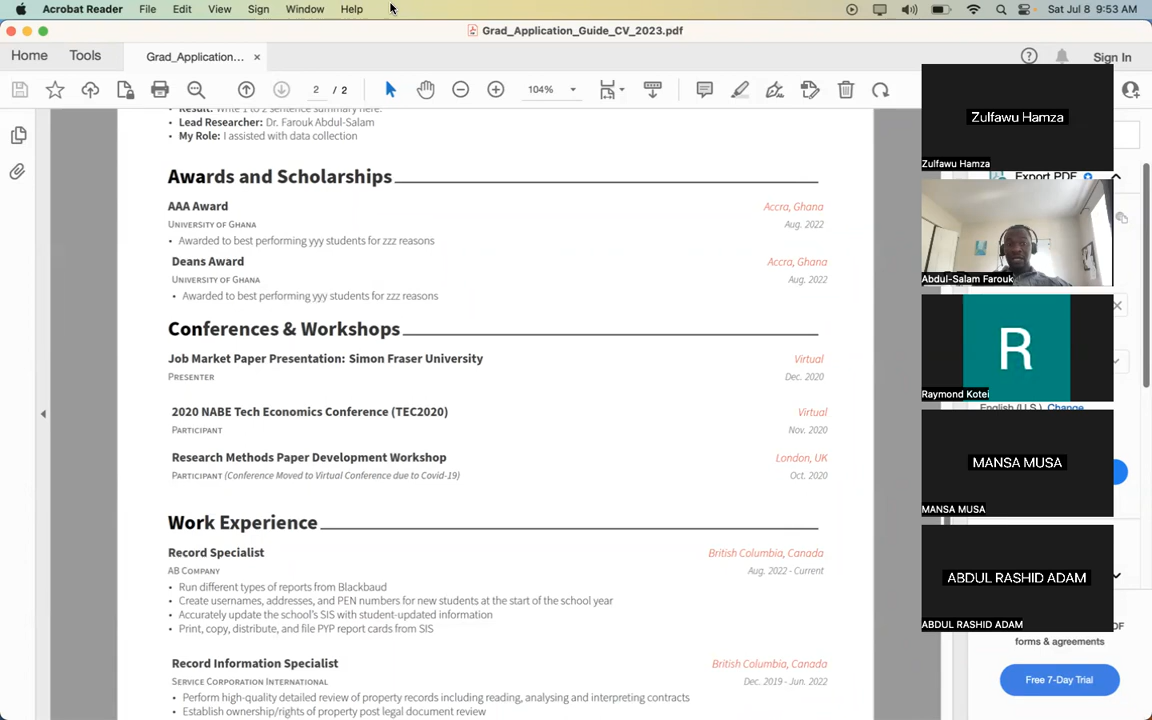 Acrobat Reader File Edit View Sign Window Help Sat Jul 8 9:53 AM
Grad_Application_Guide_CV_2023.pdf
Home Tools Grad_Application... × Sign In
2 / 2 104%
Result: Write 1 to 2 sentence summary here.
• Lead Researcher: Dr. Farouk Abdul-Salam
• My Role: I assisted with data collection
Awards and Scholarships
AAA Award Accra, Ghana
University of Ghana Aug. 2022
• Awarded to best performing yyy students for zzz reasons
Deans Award Accra, Ghana
University of Ghana Aug. 2022
• Awarded to best performing yyy students for zzz reasons
Conferences & Workshops
Job Market Paper Presentation: Simon Fraser University Virtual
Presenter Dec. 2020
2020 NABE Tech Economics Conference (TEC2020) Virtual
Participant Nov. 2020
Research Methods Paper Development Workshop London, UK
Participant (Conference Moved to Virtual Conference due to Covid-19) Oct. 2020
Work Experience
Record Specialist British Columbia, Canada
AB Company Aug. 2022 - Current
• Run different types of reports from Blackbaud
• Create usernames, addresses, and PEN numbers for new students at the start of the school year
• Accurately update the school's SIS with student-updated information
• Print, copy, distribute, and file PYP report cards from SIS
Record Information Specialist British Columbia, Canada
Service Corporation International Dec. 2019 - Jun. 2022
• Perform high-quality detailed review of property records including reading, analysing and interpreting contracts
• Establish ownership/rights of property post legal document review
Zulfawu Hamza
Zulfawu Hamza
Export PDF
Abdul-Salam Farouk
R
Raymond Kotei
English (U.S.) Change
MANSA MUSA
MANSA MUSA
ABDUL RASHID ADAM
ABDUL RASHID ADAM
forms & agreements
Free 7-Day Trial